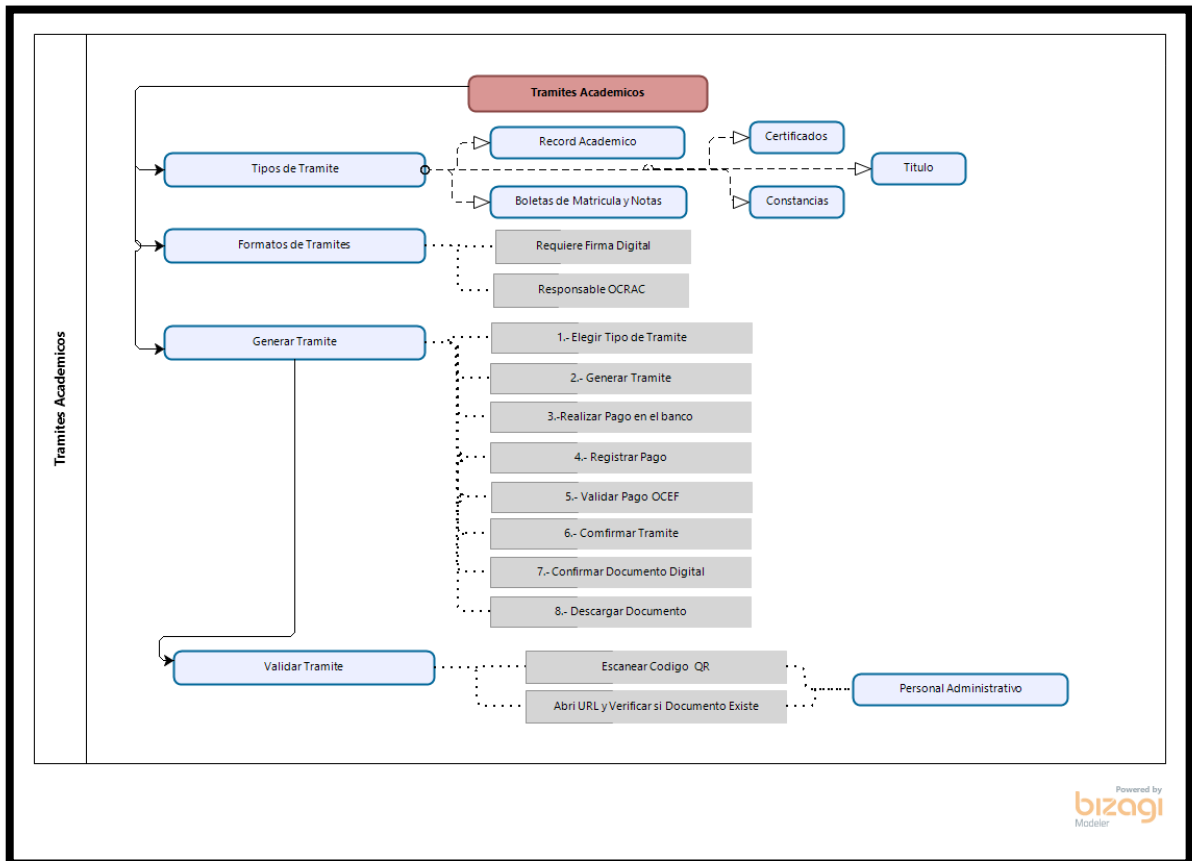 Tramites Academicos
Tramites Academicos
Tipos de Tramite
Record Academico
Certificados
Titulo
Boletas de Matricula y Notas
Constancias
Formatos de Tramites
Requiere Firma Digital
Responsable OCRAC
Generar Tramite
1.- Elegir Tipo de Tramite
2.- Generar Tramite
3.-Realizar Pago en el banco
4.- Registrar Pago
5.- Validar Pago OCEF
6.- Comfirmar Tramite
7.- Confirmar Documento Digital
8.- Descargar Documento
Validar Tramite
Escanear Codigo QR
Abri URL y Verificar si Documento Existe
Personal Administrativo
Powered by
bizagi
Modeler